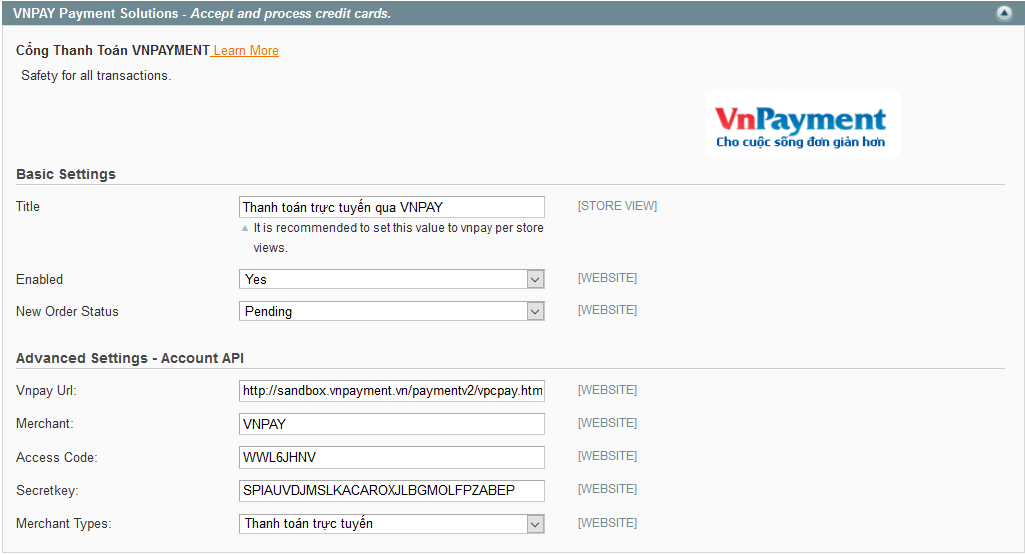 VNPAY Payment Solutions - Accept and process credit cards.
Cổng Thanh Toán VNPAYMENT Learn More
Safety for all transactions.
VnPayment
Cho cuộc sống đơn giản hơn
Basic Settings
Title Thanh toán trực tuyến qua VNPAY [STORE VIEW]
It is recommended to set this value to vnpay per store
views.
Enabled Yes [WEBSITE]
New Order Status Pending [WEBSITE]
Advanced Settings - Account API
Vnpay Url: http://sandbox.vnpayment.vn/paymentv2/vpcpay.htm [WEBSITE]
Merchant: VNPAY [WEBSITE]
Access Code: WWL6JHNV [WEBSITE]
Secretkey: SPIAUVDJMSLKACAROXJLBGMOLFPZABEP [WEBSITE]
Merchant Types: Thanh toán trực tuyến [WEBSITE]